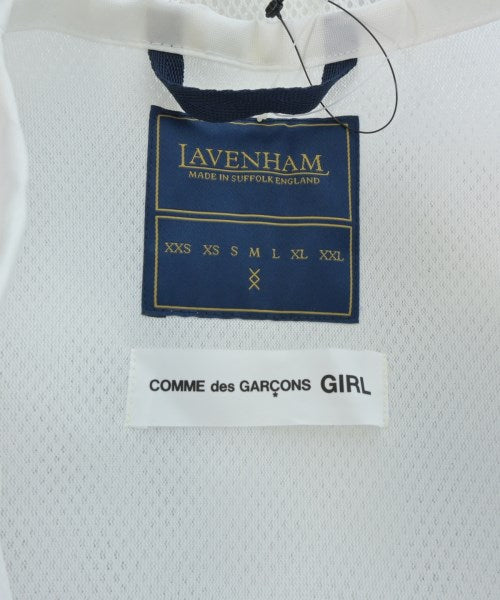 LAVENHAM
MADE IN SUFFOLK ENGLAND
XXS XS S M L XL XXL
COMME des GARÇONS GIRL